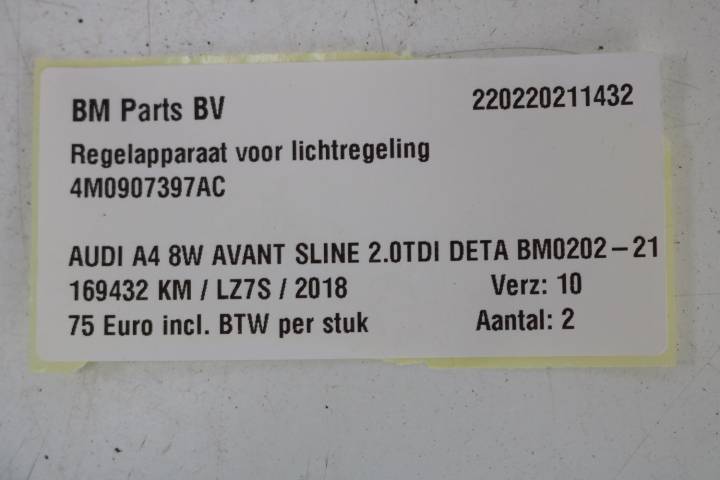 BM Parts BV 220220211432
Regelapparaat voor lichtregeling
4M0907397AC
AUDI A4 8W AVANT SLINE 2.0TDI DETA BM0202-21
169432 KM / LZ7S / 2018 Verz: 10
75 Euro incl. BTW per stuk Aantal: 2